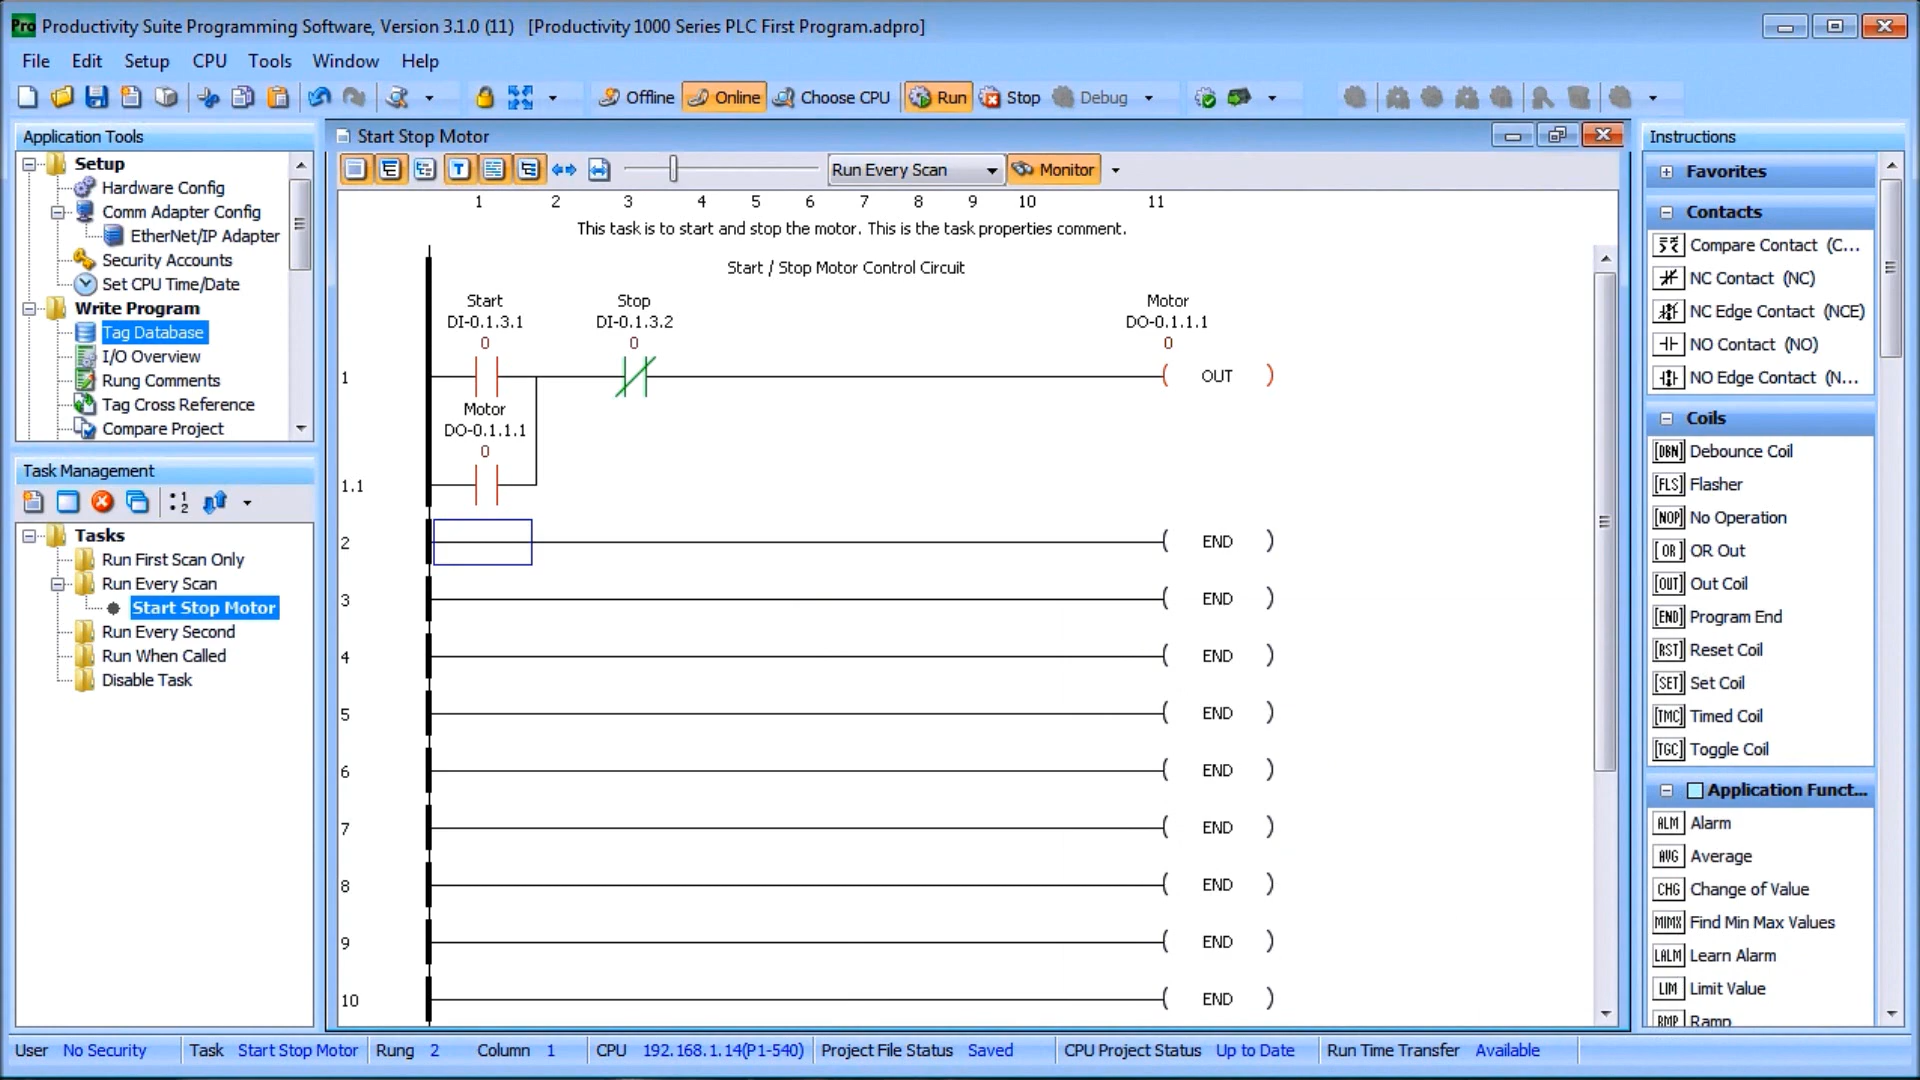 Pro Productivity Suite Programming Software, Version 3.1.0 (11) [Productivity 1000 Series PLC First Program.adpro]
File Edit Setup CPU Tools Window Help
Offline Online Choose CPU Run Stop Debug
Application Tools
Setup
Hardware Config
Comm Adapter Config
EtherNet/IP Adapter
Security Accounts
Set CPU Time/Date
Write Program
Tag Database
I/O Overview
Rung Comments
Tag Cross Reference
Compare Project
Task Management
Tasks
Run First Scan Only
Run Every Scan
Start Stop Motor
Run Every Second
Run When Called
Disable Task
Start Stop Motor
Run Every Scan Monitor
1 2 3 4 5 6 7 8 9 10 11
This task is to start and stop the motor. This is the task properties comment.
Start / Stop Motor Control Circuit
Start Stop Motor
DI-0.1.3.1 DI-0.1.3.2 DO-0.1.1.1
0 0 0
1 ( OUT )
Motor
DO-0.1.1.1
0
1.1
2 ( END )
3 ( END )
4 ( END )
5 ( END )
6 ( END )
7 ( END )
8 ( END )
9 ( END )
10 ( END )
Instructions
Favorites
Contacts
Compare Contact (C...
NC Contact (NC)
NC Edge Contact (NCE)
NO Contact (NO)
NO Edge Contact (N...
Coils
[DBN] Debounce Coil
[FLS] Flasher
[NOP] No Operation
[ OR ] OR Out
[OUT] Out Coil
[END] Program End
[RST] Reset Coil
[SET] Set Coil
[TMC] Timed Coil
[TGC] Toggle Coil
Application Funct...
ALM Alarm
AVG Average
CHG Change of Value
MIMX Find Min Max Values
LALM Learn Alarm
LIM Limit Value
RMP Ramp
User No Security Task Start Stop Motor Rung 2 Column 1 CPU 192.168.1.14(P1-540) Project File Status Saved CPU Project Status Up to Date Run Time Transfer Available